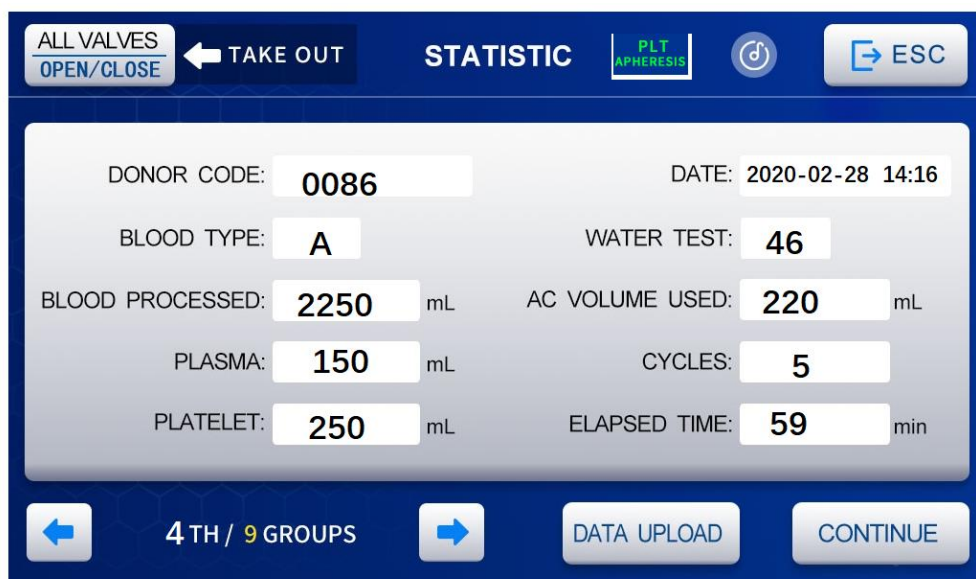 ALL VALVES
OPEN/CLOSE
TAKE OUT
STATISTIC
PLT
APHERESIS
ESC
DONOR CODE: 0086
DATE: 2020-02-28 14:16
BLOOD TYPE: A
WATER TEST: 46
BLOOD PROCESSED: 2250 mL
AC VOLUME USED: 220 mL
PLASMA: 150 mL
CYCLES: 5
PLATELET: 250 mL
ELAPSED TIME: 59 min
4 TH / 9 GROUPS
DATA UPLOAD
CONTINUE